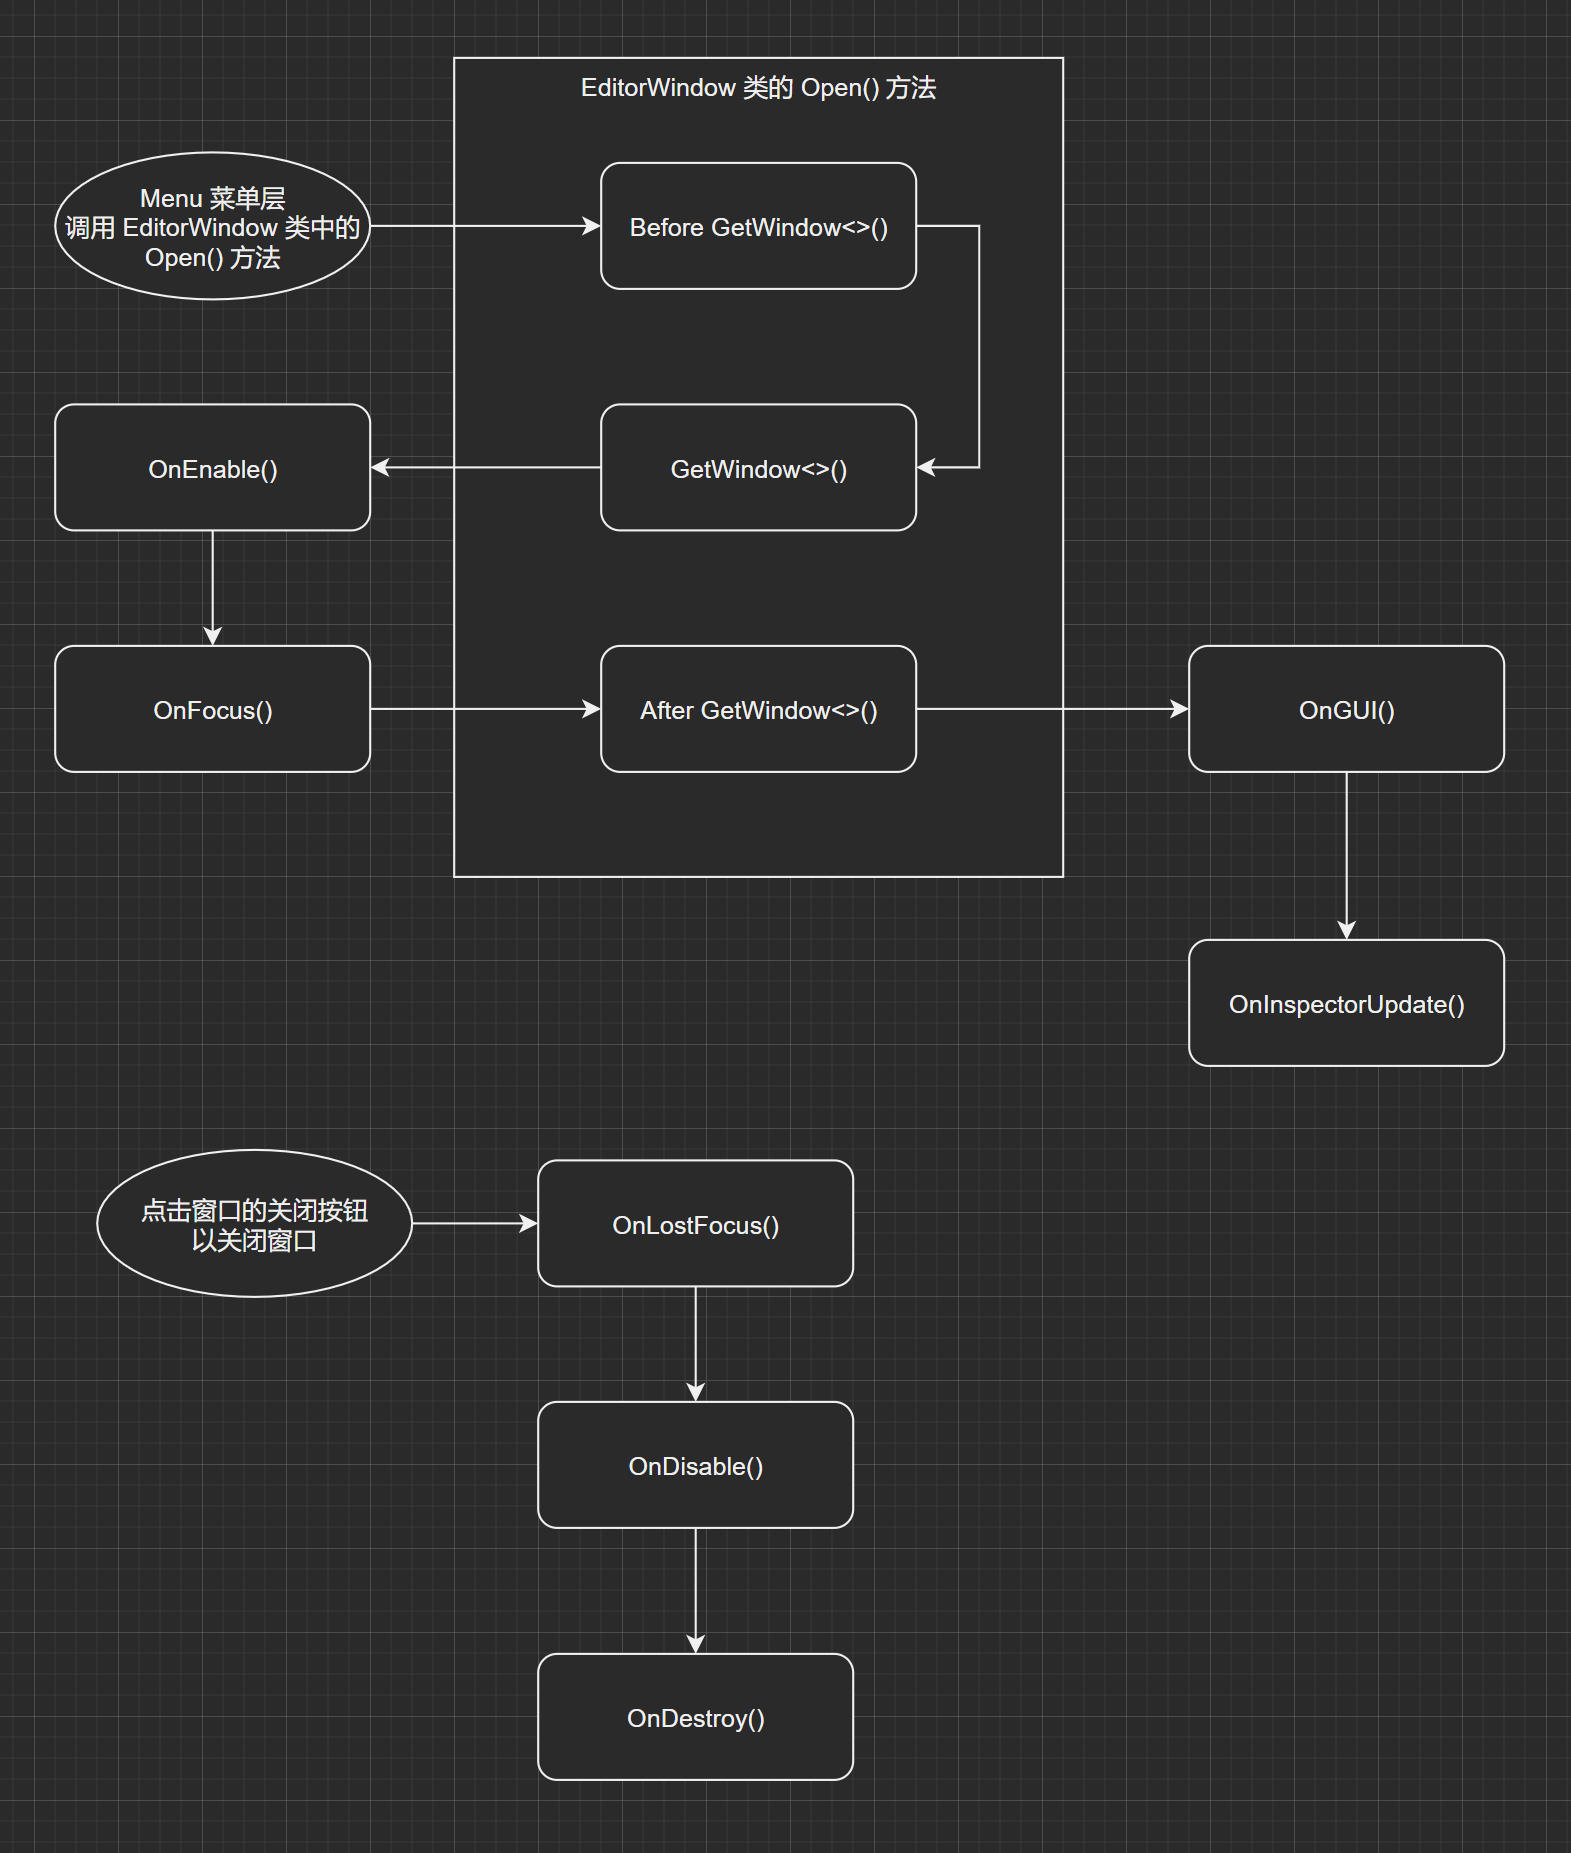 EditorWindow 类的 Open() 方法
Menu 菜单层
调用 EditorWindow 类中的
Open() 方法
Before GetWindow<>()
OnEnable()
GetWindow<>()
OnFocus()
After GetWindow<>()
OnGUI()
OnInspectorUpdate()
点击窗口的关闭按钮
以关闭窗口
OnLostFocus()
OnDisable()
OnDestroy()